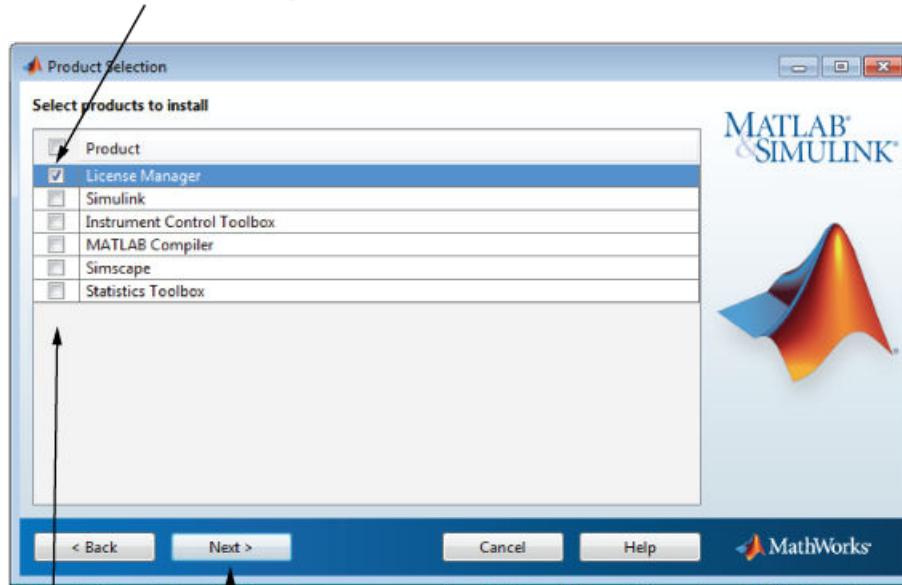 Product Selection
Select products to install
Product
License Manager
Simulink
Instrument Control Toolbox
MATLAB Compiler
Simscape
Statistics Toolbox
MATLAB®
&SIMULINK®
< Back
Next >
Cancel
Help
MathWorks®